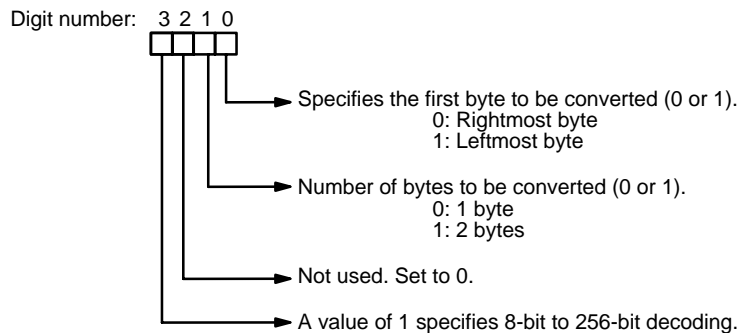 Digit number: 3 2 1 0
Specifies the first byte to be converted (0 or 1).
0: Rightmost byte
1: Leftmost byte
Number of bytes to be converted (0 or 1).
0: 1 byte
1: 2 bytes
Not used. Set to 0.
A value of 1 specifies 8-bit to 256-bit decoding.